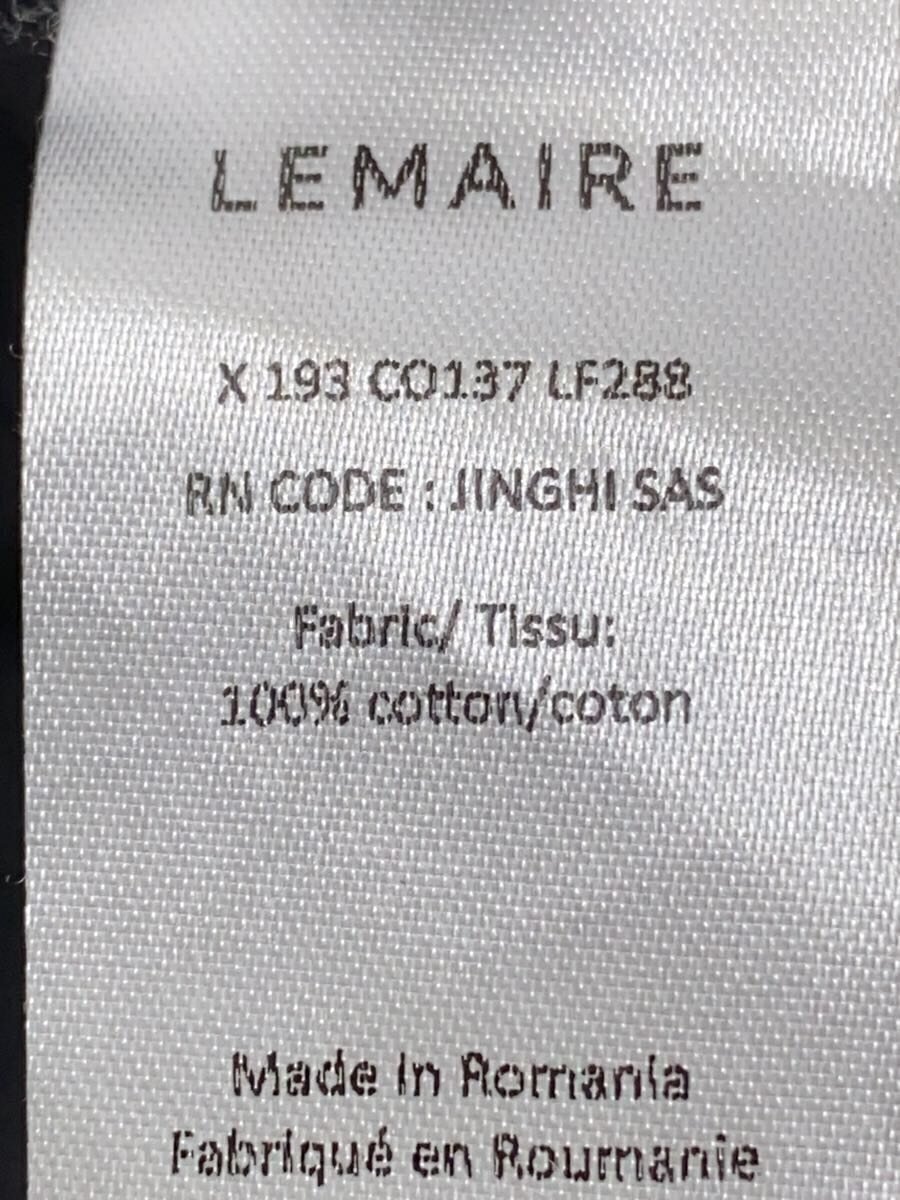 LEMAIRE
X 193 CO137 LF288
RN CODE : JINGHI SAS
Fabric/ Tissu:
100% cotton/coton
Made in Romania
Fabriqué en Roumanie